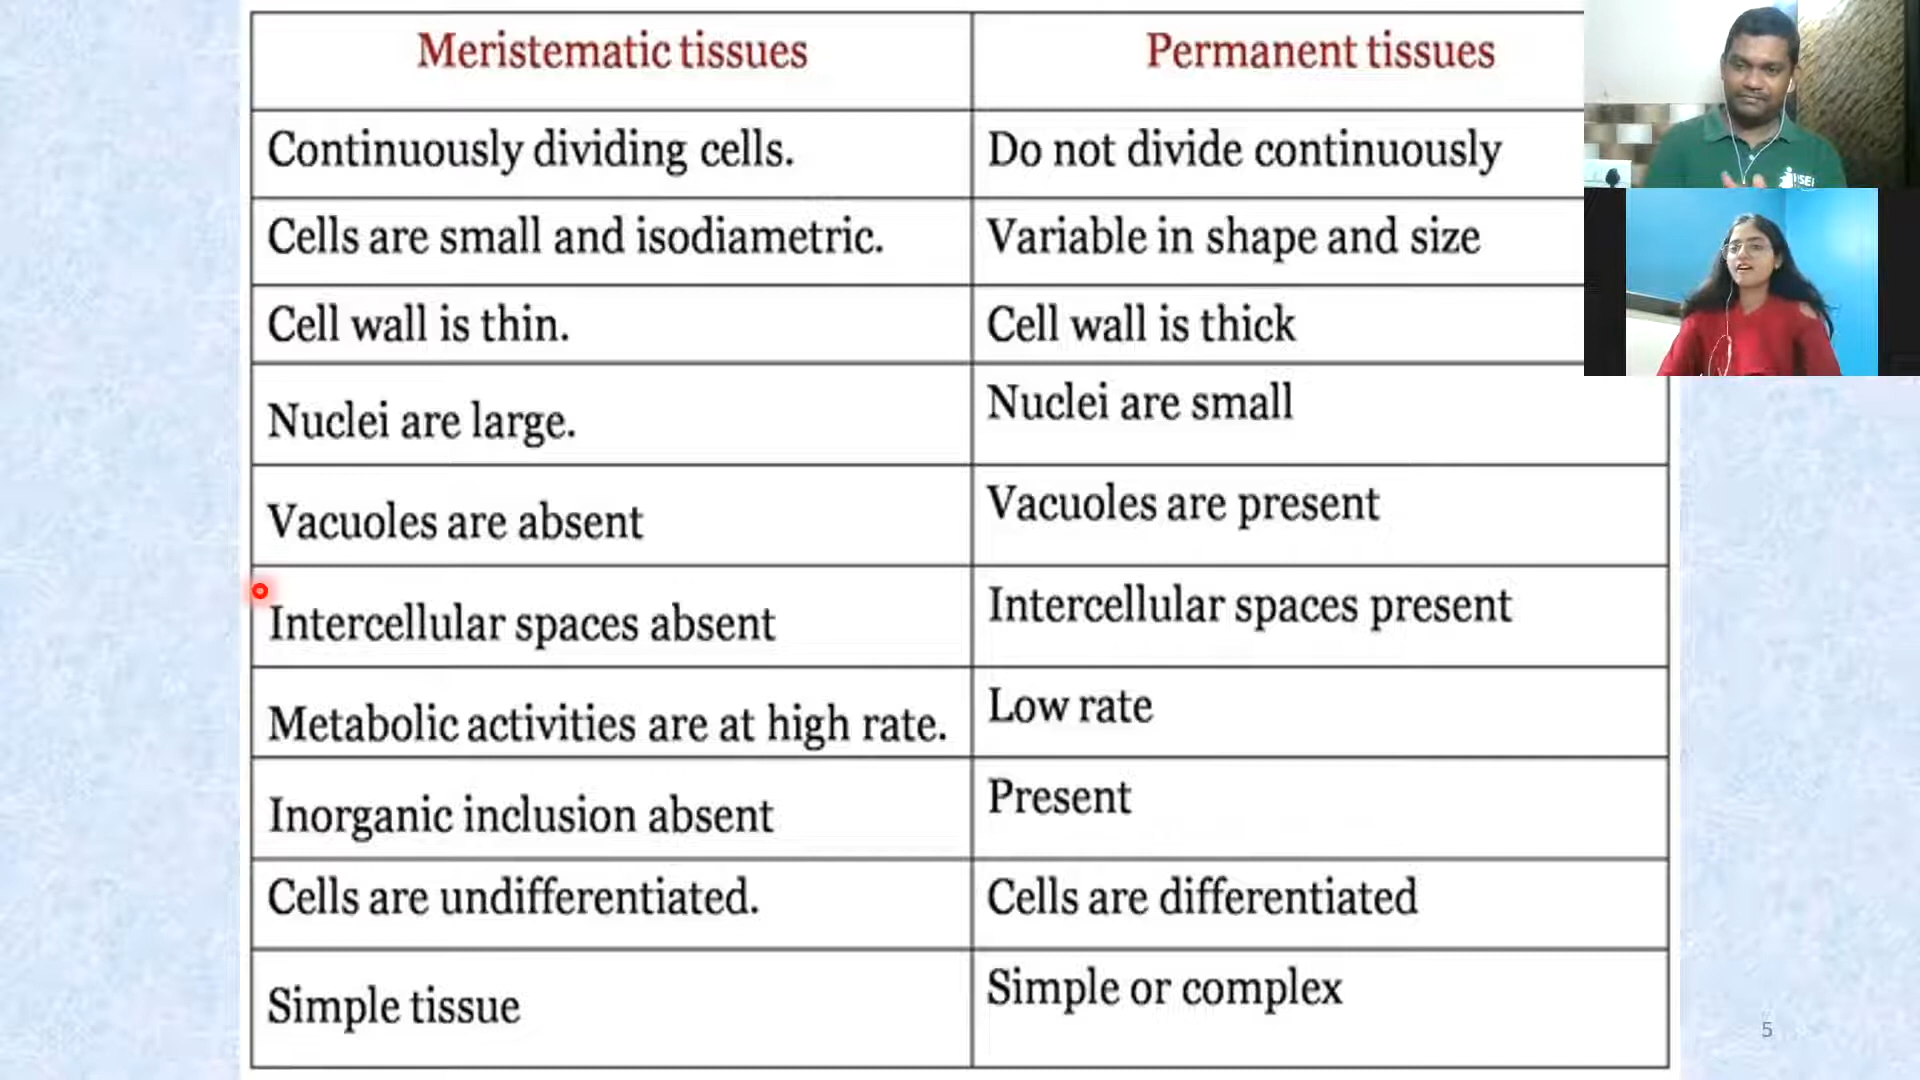 Meristematic tissues Permanent tissues
Continuously dividing cells. Do not divide continuously
Cells are small and isodiametric. Variable in shape and size
Cell wall is thin. Cell wall is thick
Nuclei are large. Nuclei are small
Vacuoles are absent Vacuoles are present
Intercellular spaces absent Intercellular spaces present
Metabolic activities are at high rate. Low rate
Inorganic inclusion absent Present
Cells are undifferentiated. Cells are differentiated
Simple tissue Simple or complex
5